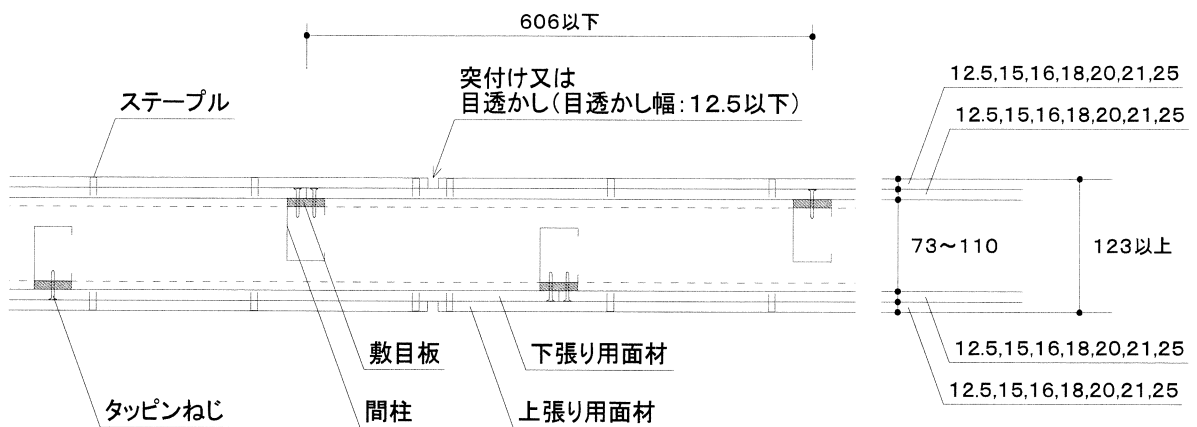 606以下
突付け又は
目透かし(目透かし幅:12.5以下)
ステープル
12.5,15,16,18,20,21,25
12.5,15,16,18,20,21,25
73~110
123以上
敷目板
下張り用面材
12.5,15,16,18,20,21,25
12.5,15,16,18,20,21,25
タッピンねじ
間柱
上張り用面材